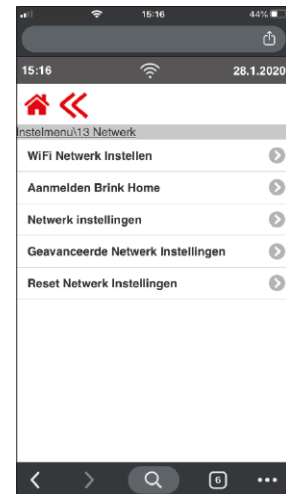 15:16
44%
15:16
28.1.2020
Instelmenu\13 Netwerk
WiFi Netwerk Instellen
Aanmelden Brink Home
Netwerk instellingen
Geavanceerde Netwerk Instellingen
Reset Netwerk Instellingen
6